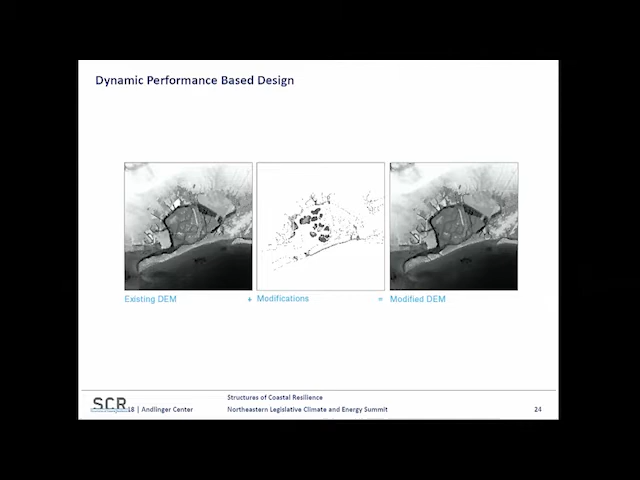 Dynamic Performance Based Design
Existing DEM + Modifications = Modified DEM
Structures of Coastal Resilience
SCR 18 | Andlinger Center Northeastern Legislative Climate and Energy Summit 24